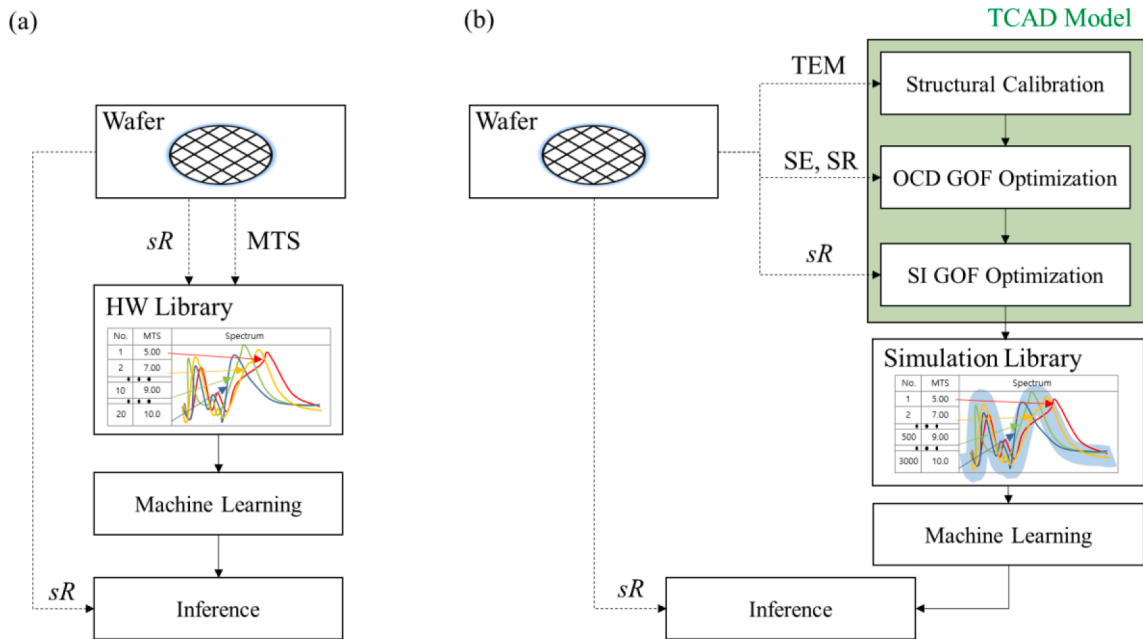 (a)
Wafer
sR
MTS
HW Library
No. MTS Spectrum
1 5.00
2 7.00
10 9.00
20 10.0
Machine Learning
sR
Inference
(b)
TCAD Model
Wafer
TEM
Structural Calibration
SE, SR
OCD GOF Optimization
sR
SI GOF Optimization
Simulation Library
No. MTS Spectrum
1 5.00
2 7.00
500 9.00
3000 10.0
Machine Learning
sR
Inference